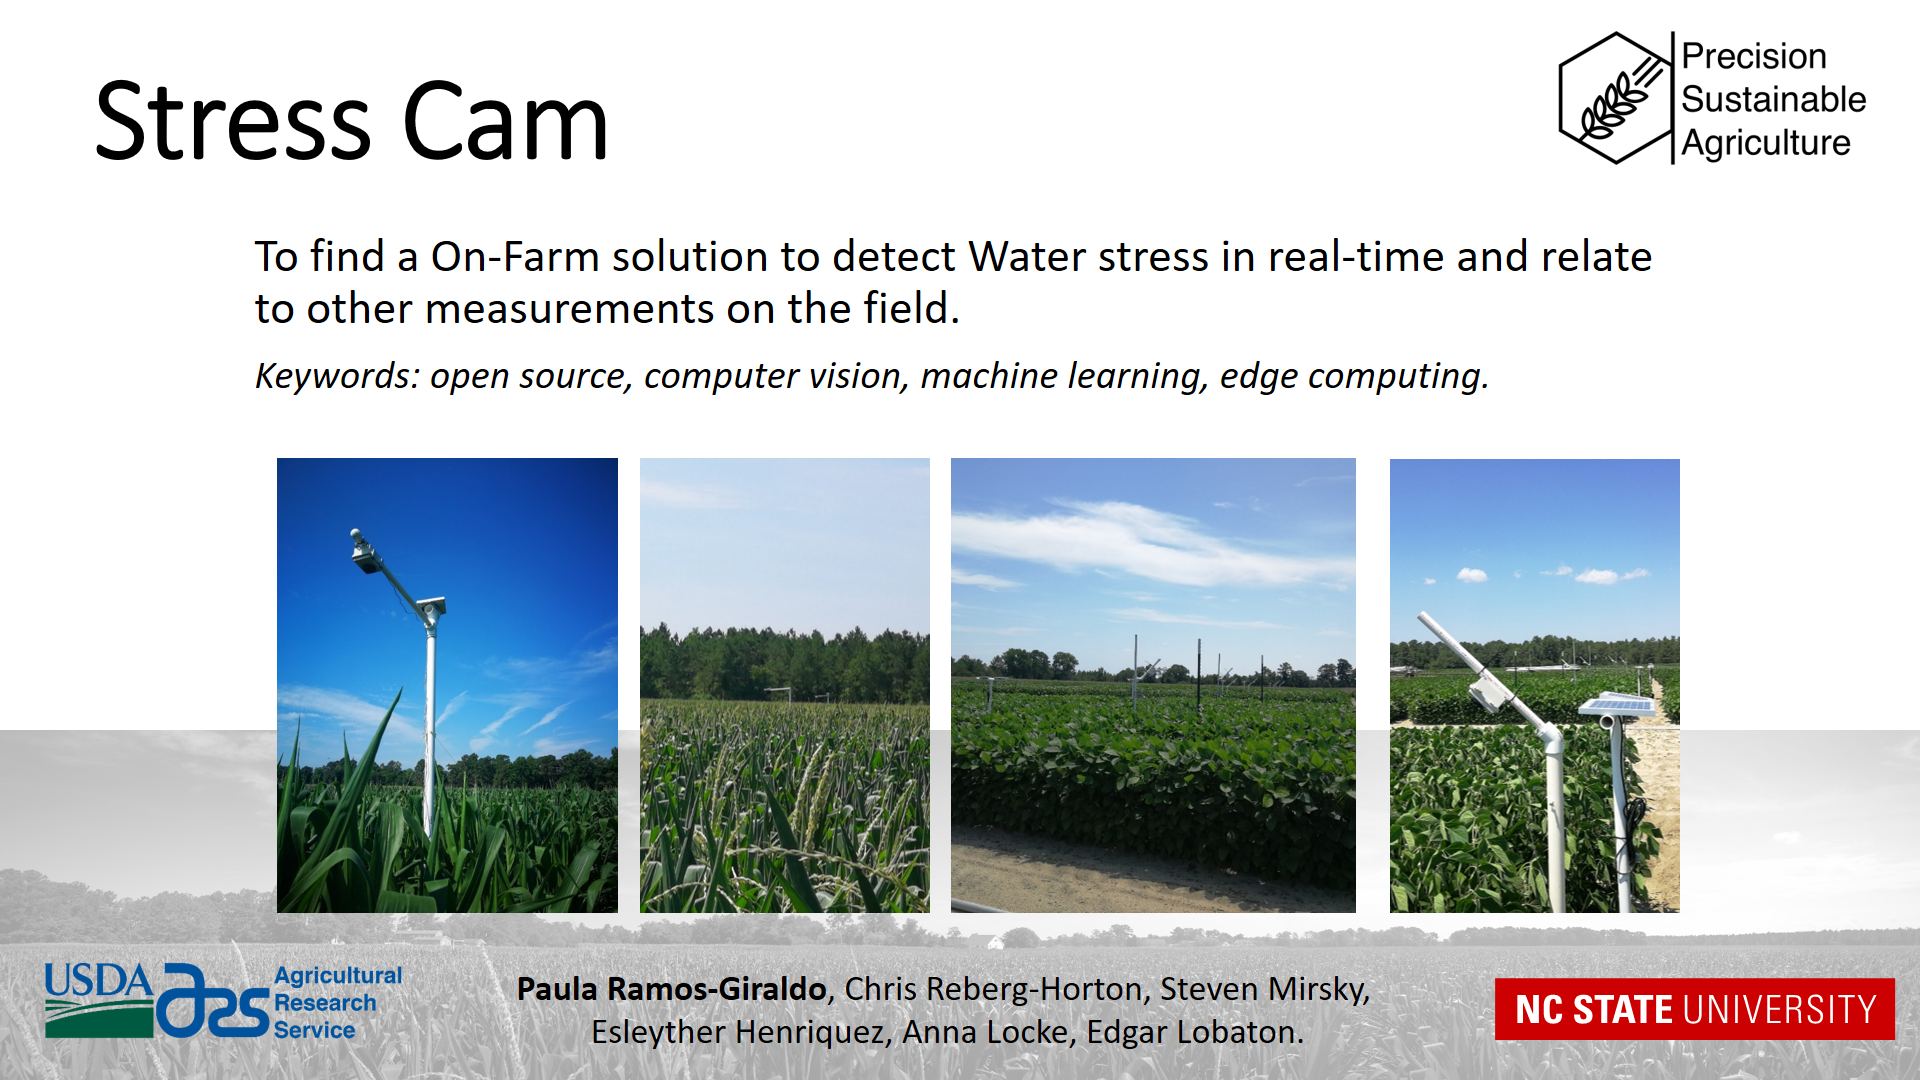 Stress Cam
Precision
Sustainable
Agriculture
To find a On-Farm solution to detect Water stress in real-time and relate
to other measurements on the field.
Keywords: open source, computer vision, machine learning, edge computing.
USDA ars
Agricultural
Research
Service
Paula Ramos-Giraldo, Chris Reberg-Horton, Steven Mirsky,
Esleyther Henriquez, Anna Locke, Edgar Lobaton.
NC STATE UNIVERSITY